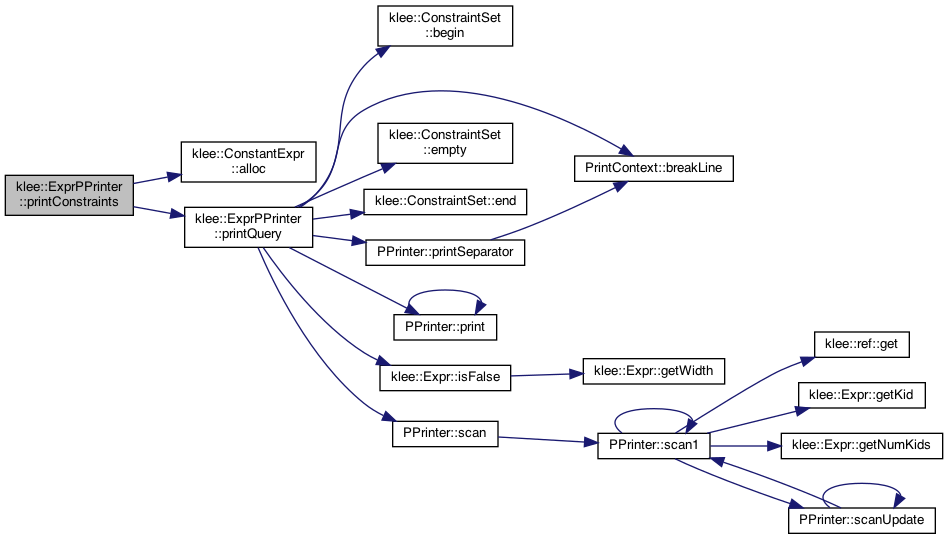 klee::ExprPPrinter
::printConstraints
klee::ConstantExpr
::alloc
klee::ExprPPrinter
::printQuery
klee::ConstraintSet
::begin
klee::ConstraintSet
::empty
klee::ConstraintSet::end
PPrinter::printSeparator
PPrinter::print
klee::Expr::isFalse
PPrinter::scan
PrintContext::breakLine
klee::Expr::getWidth
PPrinter::scan1
klee::ref::get
klee::Expr::getKid
klee::Expr::getNumKids
PPrinter::scanUpdate